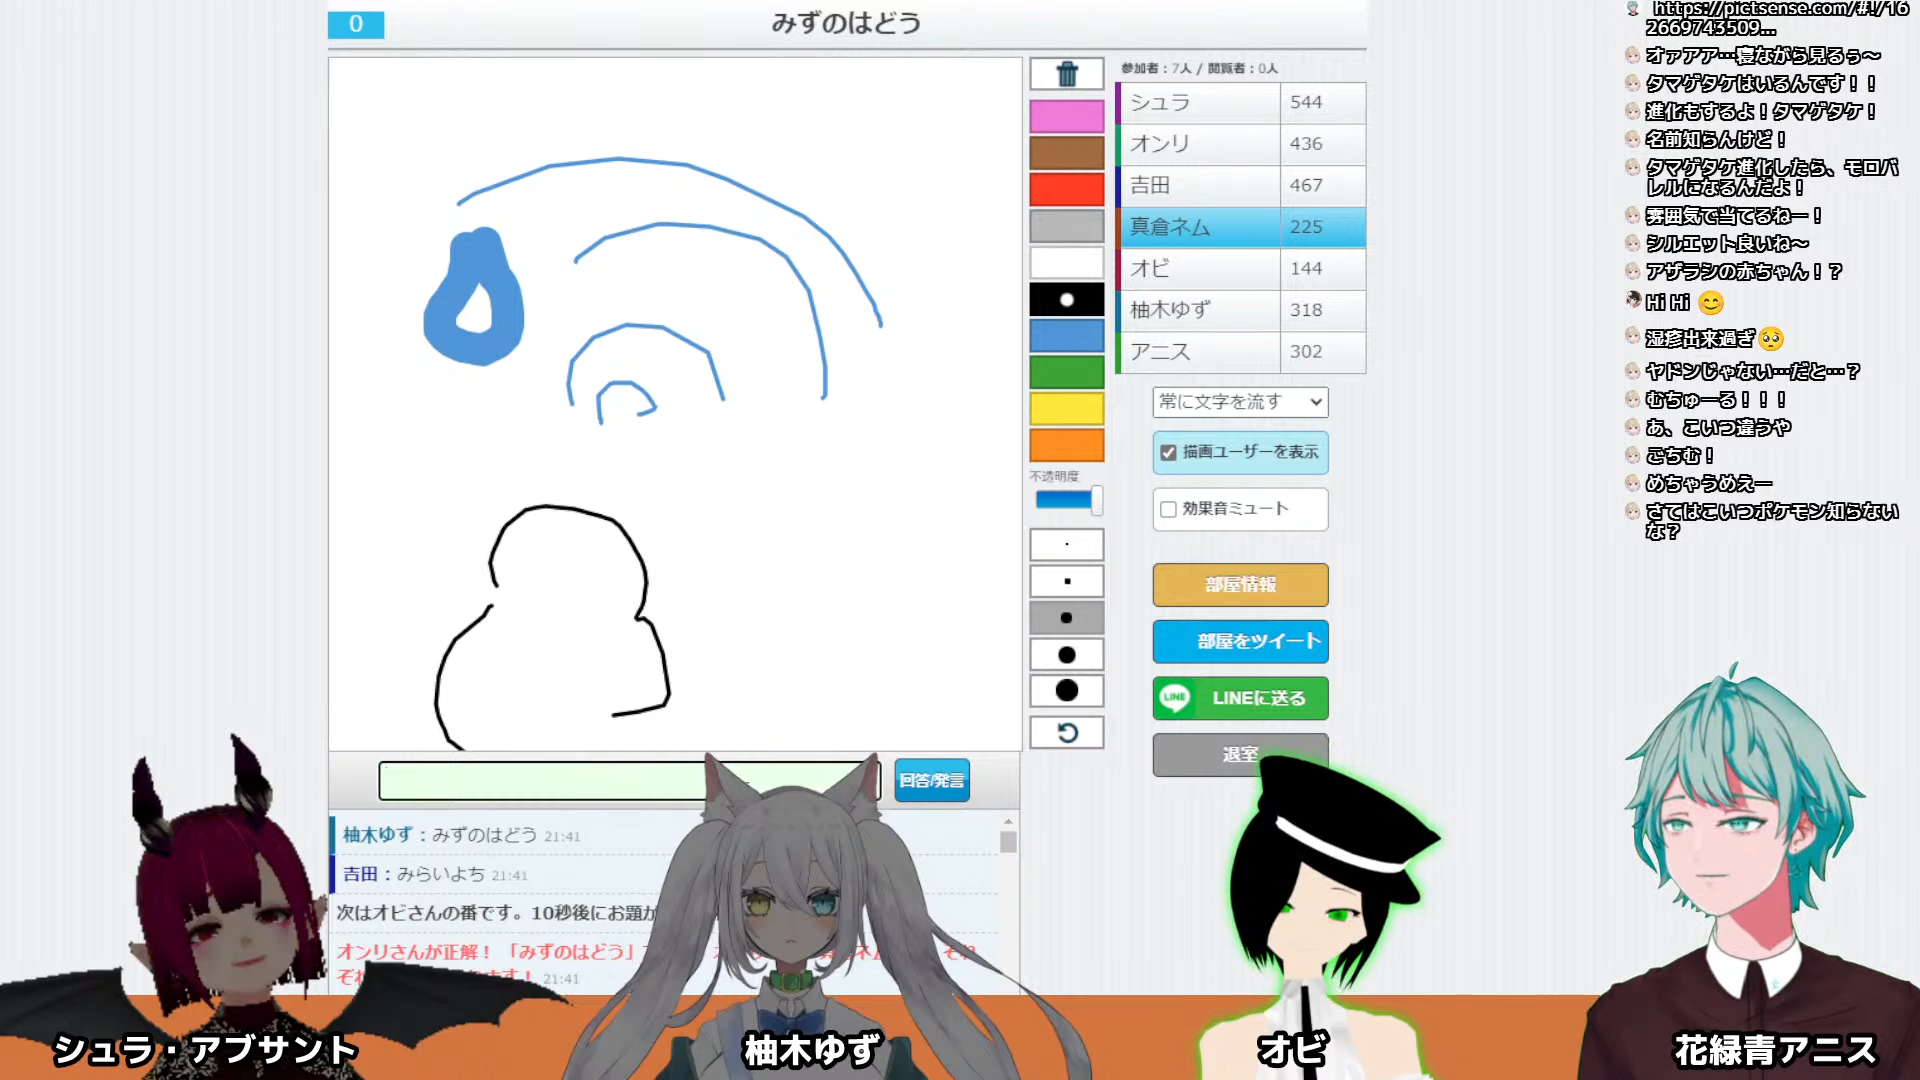 0
みずのはどう
参加者：7人 / 閲覧者：0人
シュラ 544
オンリ 436
吉田 467
真倉ネム 225
オビ 144
柚木ゆず 318
アニス 302
常に文字を流す
描画ユーザーを表示
効果音ミュート
不透明度
部屋情報
部屋をツイート
LINE LINEに送る
退室
回答/発言
柚木ゆず：みずのはどう 21:41
吉田：みらいよち 21:41
次はオビさんの番です。10秒後にお題が
オンリさんが正解！「みずのはどう」
ぞれ
21:41
https://pictsense.com/#!/16
2669743509...
オァアア…寝ながら見るぅ～
タマゲタケはいるんです！！
進化もするよ！タマゲタケ！
名前知らんけど！
タマゲタケ進化したら、モロバ
レルになるんだよ！
雰囲気で当てるねー！
シルエット良いね～
アザラシの赤ちゃん！？
Hi Hi 😊
湿疹出来過ぎ🥺
ヤドンじゃない…だと…？
むちゅーる！！！
あ、こいつ違うや
ごちむ！
めちゃうめえー
さてはこいつポケモン知らない
な？
シュラ・アブサント
柚木ゆず
オビ
花緑青アニス